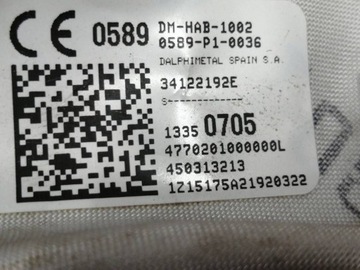 CE 0589 DM-HAB-1002
0589-P1-0036
DALPHIMETAL SPAIN S.A.
34122192E
S-------------
1335 0705
4770201000000L
450313213
1Z15175A21920322